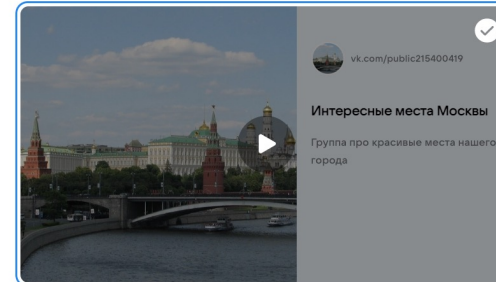 vk.com/public215400419
Интересные места Москвы
Группа про красивые места нашего
города